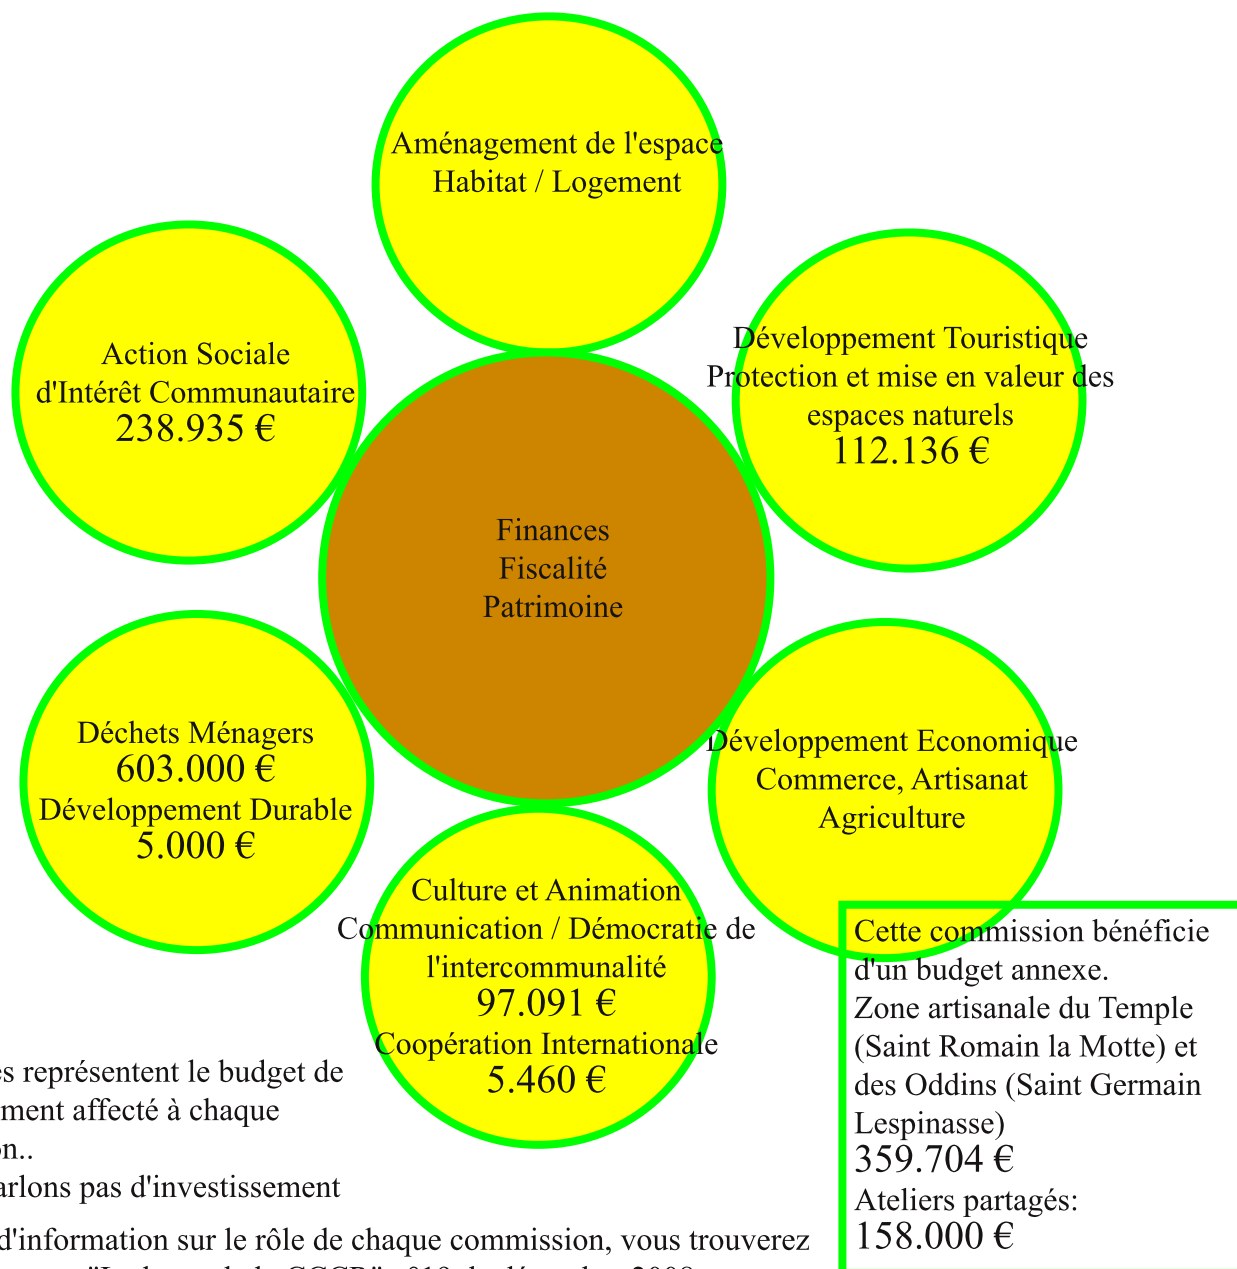 Aménagement de l'espace
Habitat / Logement
Action Sociale
d'Intérêt Communautaire
238.935 €
Développement Touristique
Protection et mise en valeur des
espaces naturels
112.136 €
Finances
Fiscalité
Patrimoine
Déchets Ménagers
603.000 €
Développement Durable
5.000 €
Développement Economique
Commerce, Artisanat
Agriculture
Culture et Animation
Communication / Démocratie de
l'intercommunalité
97.091 €
Coopération Internationale
5.460 €
Cette commission bénéficie
d'un budget annexe.
Zone artisanale du Temple
(Saint Romain la Motte) et
des Oddins (Saint Germain
Lespinasse)
359.704 €
Ateliers partagés:
158.000 €
es représentent le budget de
ment affecté à chaque
on..
arlons pas d'investissement
d'information sur le rôle de chaque commission, vous trouverez